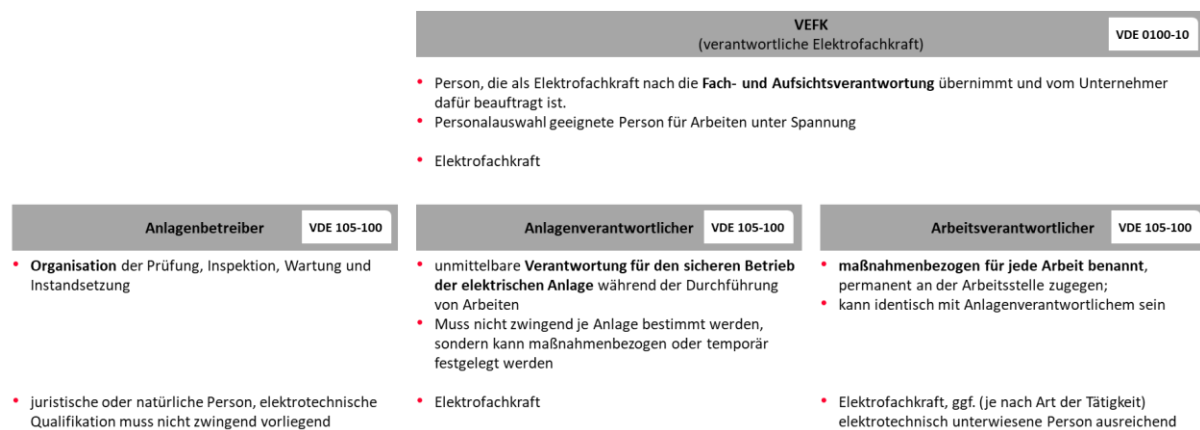 VEFK
(verantwortliche Elektrofachkraft)
VDE 0100-10
• Person, die als Elektrofachkraft nach die Fach- und Aufsichtsverantwortung übernimmt und vom Unternehmer
dafür beauftragt ist.
• Personalauswahl geeignete Person für Arbeiten unter Spannung
• Elektrofachkraft
Anlagenbetreiber
VDE 105-100
• Organisation der Prüfung, Inspektion, Wartung und
Instandsetzung
• juristische oder natürliche Person, elektrotechnische
Qualifikation muss nicht zwingend vorliegend
Anlagenverantwortlicher
VDE 105-100
• unmittelbare Verantwortung für den sicheren Betrieb
der elektrischen Anlage während der Durchführung
von Arbeiten
• Muss nicht zwingend je Anlage bestimmt werden,
sondern kann maßnahmenbezogen oder temporär
festgelegt werden
• Elektrofachkraft
Arbeitsverantwortlicher
VDE 105-100
• maßnahmenbezogen für jede Arbeit benannt,
permanent an der Arbeitsstelle zugegen;
• kann identisch mit Anlagenverantwortlichem sein
• Elektrofachkraft, ggf. (je nach Art der Tätigkeit)
elektrotechnisch unterwiesene Person ausreichend